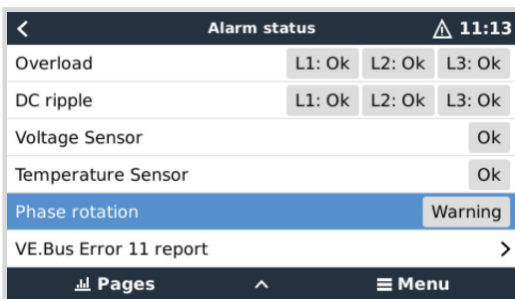 Alarm status 11:13
Overload L1: Ok L2: Ok L3: Ok
DC ripple L1: Ok L2: Ok L3: Ok
Voltage Sensor Ok
Temperature Sensor Ok
Phase rotation Warning
VE.Bus Error 11 report
Pages Menu